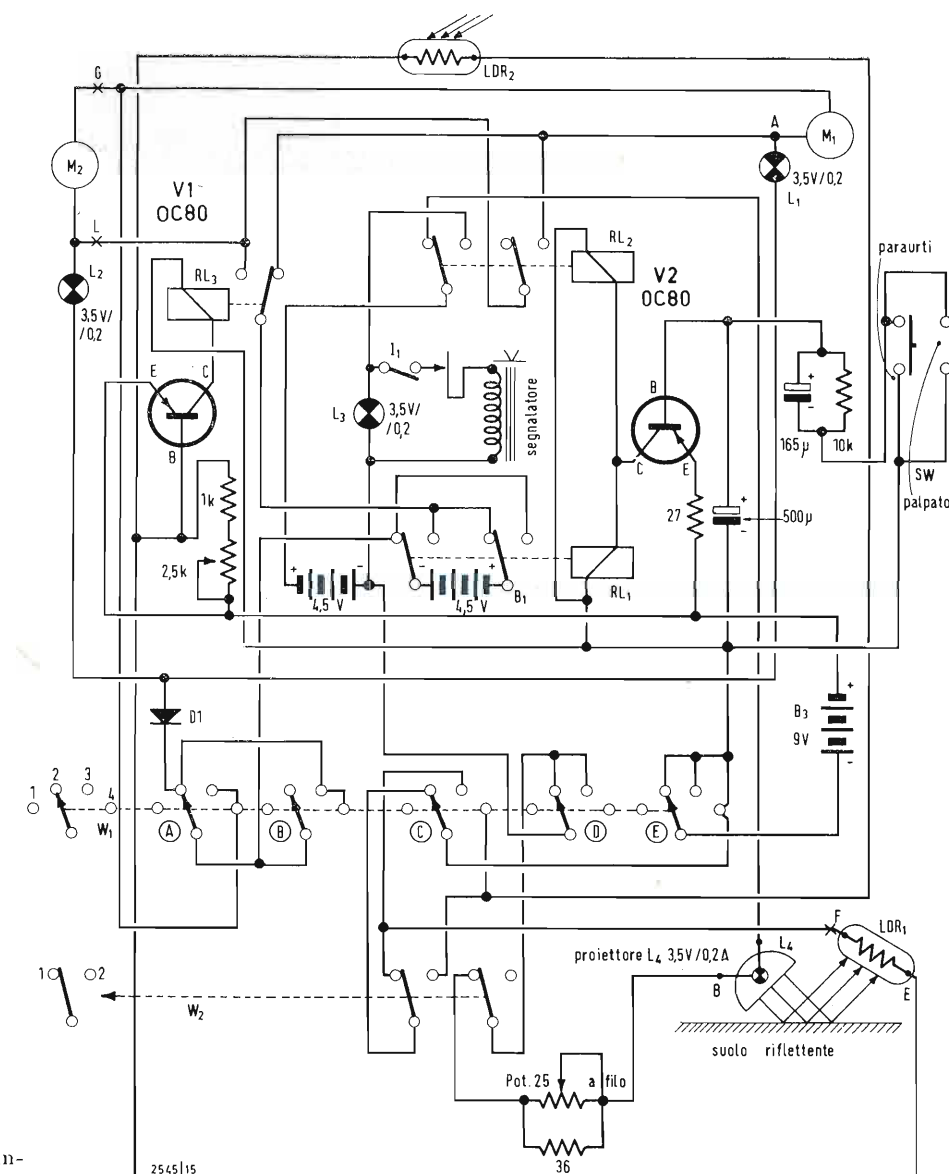 LDR₂
G
A
M₁
M₂
V1
OC80
3,5V/0,2
L₁
L
RL₂
V2
OC80
paraurti
RL₃
L₂
3,5V/
/0,2
E
C
I₁
B
L₃
3,5V/
/0,2
segnalatore
B
C
E
165µ
10k
SW
palpato
1k
27
500µ
2,5k
4,5 V
4,5 V
B₁
RL₁
D1
B₃
9V
1
2
3
4
W₁
A
B
C
D
E
F
LDR₁
L₄
proiettore L₄ 3,5V/0,2A
B
E
1
2
W₂
suolo riflettente
Pot. 25 a filo
36
n-
2545|15